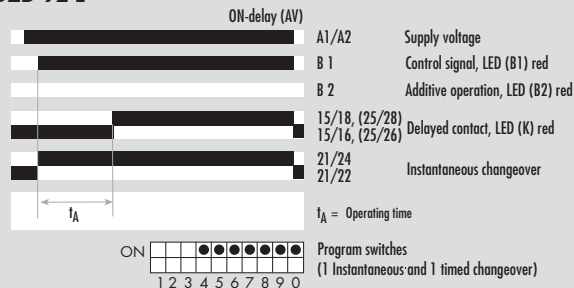 ON-delay (AV)
A1/A2 Supply voltage
B 1 Control signal, LED (B1) red
B 2 Additive operation, LED (B2) red
15/18, (25/28)
15/16, (25/26) Delayed contact, LED (K) red
21/24
21/22 Instantaneous changeover
tA
tA = Operating time
ON
Program switches
(1 Instantaneous and 1 timed changeover)
1 2 3 4 5 6 7 8 9 0